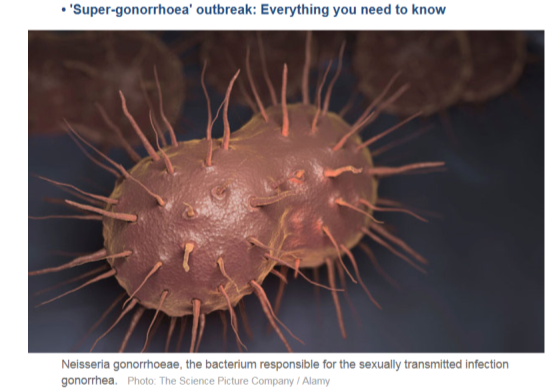 • 'Super-gonorrhoea' outbreak: Everything you need to know
Neisseria gonorrhoeae, the bacterium responsible for the sexually transmitted infection
gonorrhea. Photo: The Science Picture Company / Alamy